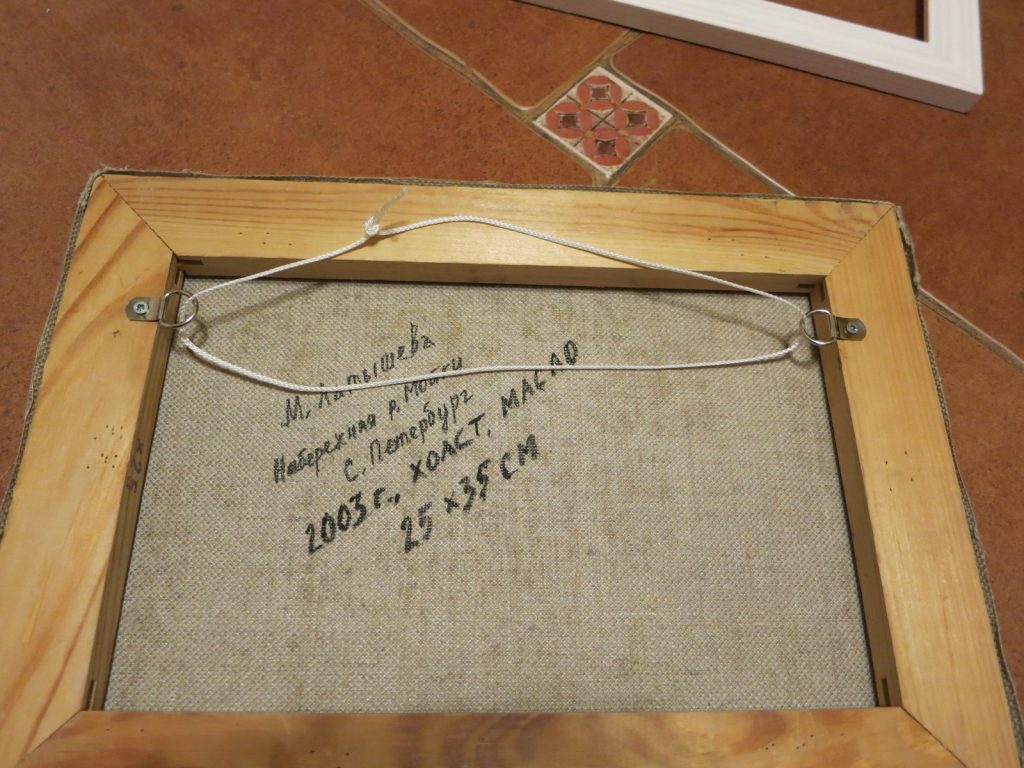 М. Латышева
Набережная р. Мойки
С. Петербург
2003 г., ХОЛСТ, МАСЛО
25 x 35 СМ